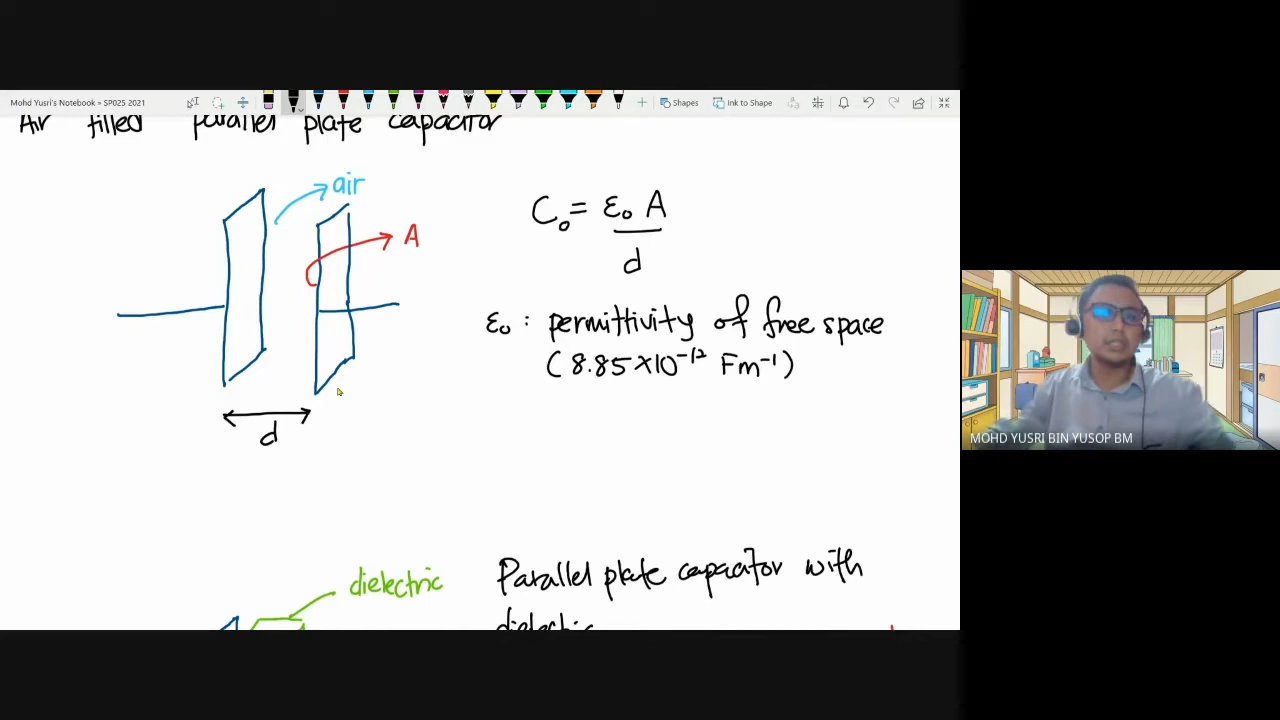 Mohd Yusri's Notebook » SP025 2021
Shapes
Ink to Shape
Air filled parallel plate capacitor
air
A
C₀ = ε₀ A
d
ε₀ : permittivity of free space
(8.85×10⁻¹² Fm⁻¹)
d
MOHD YUSRI BIN YUSOP BM
dielectric
Parallel plate capacitor with
dielectric